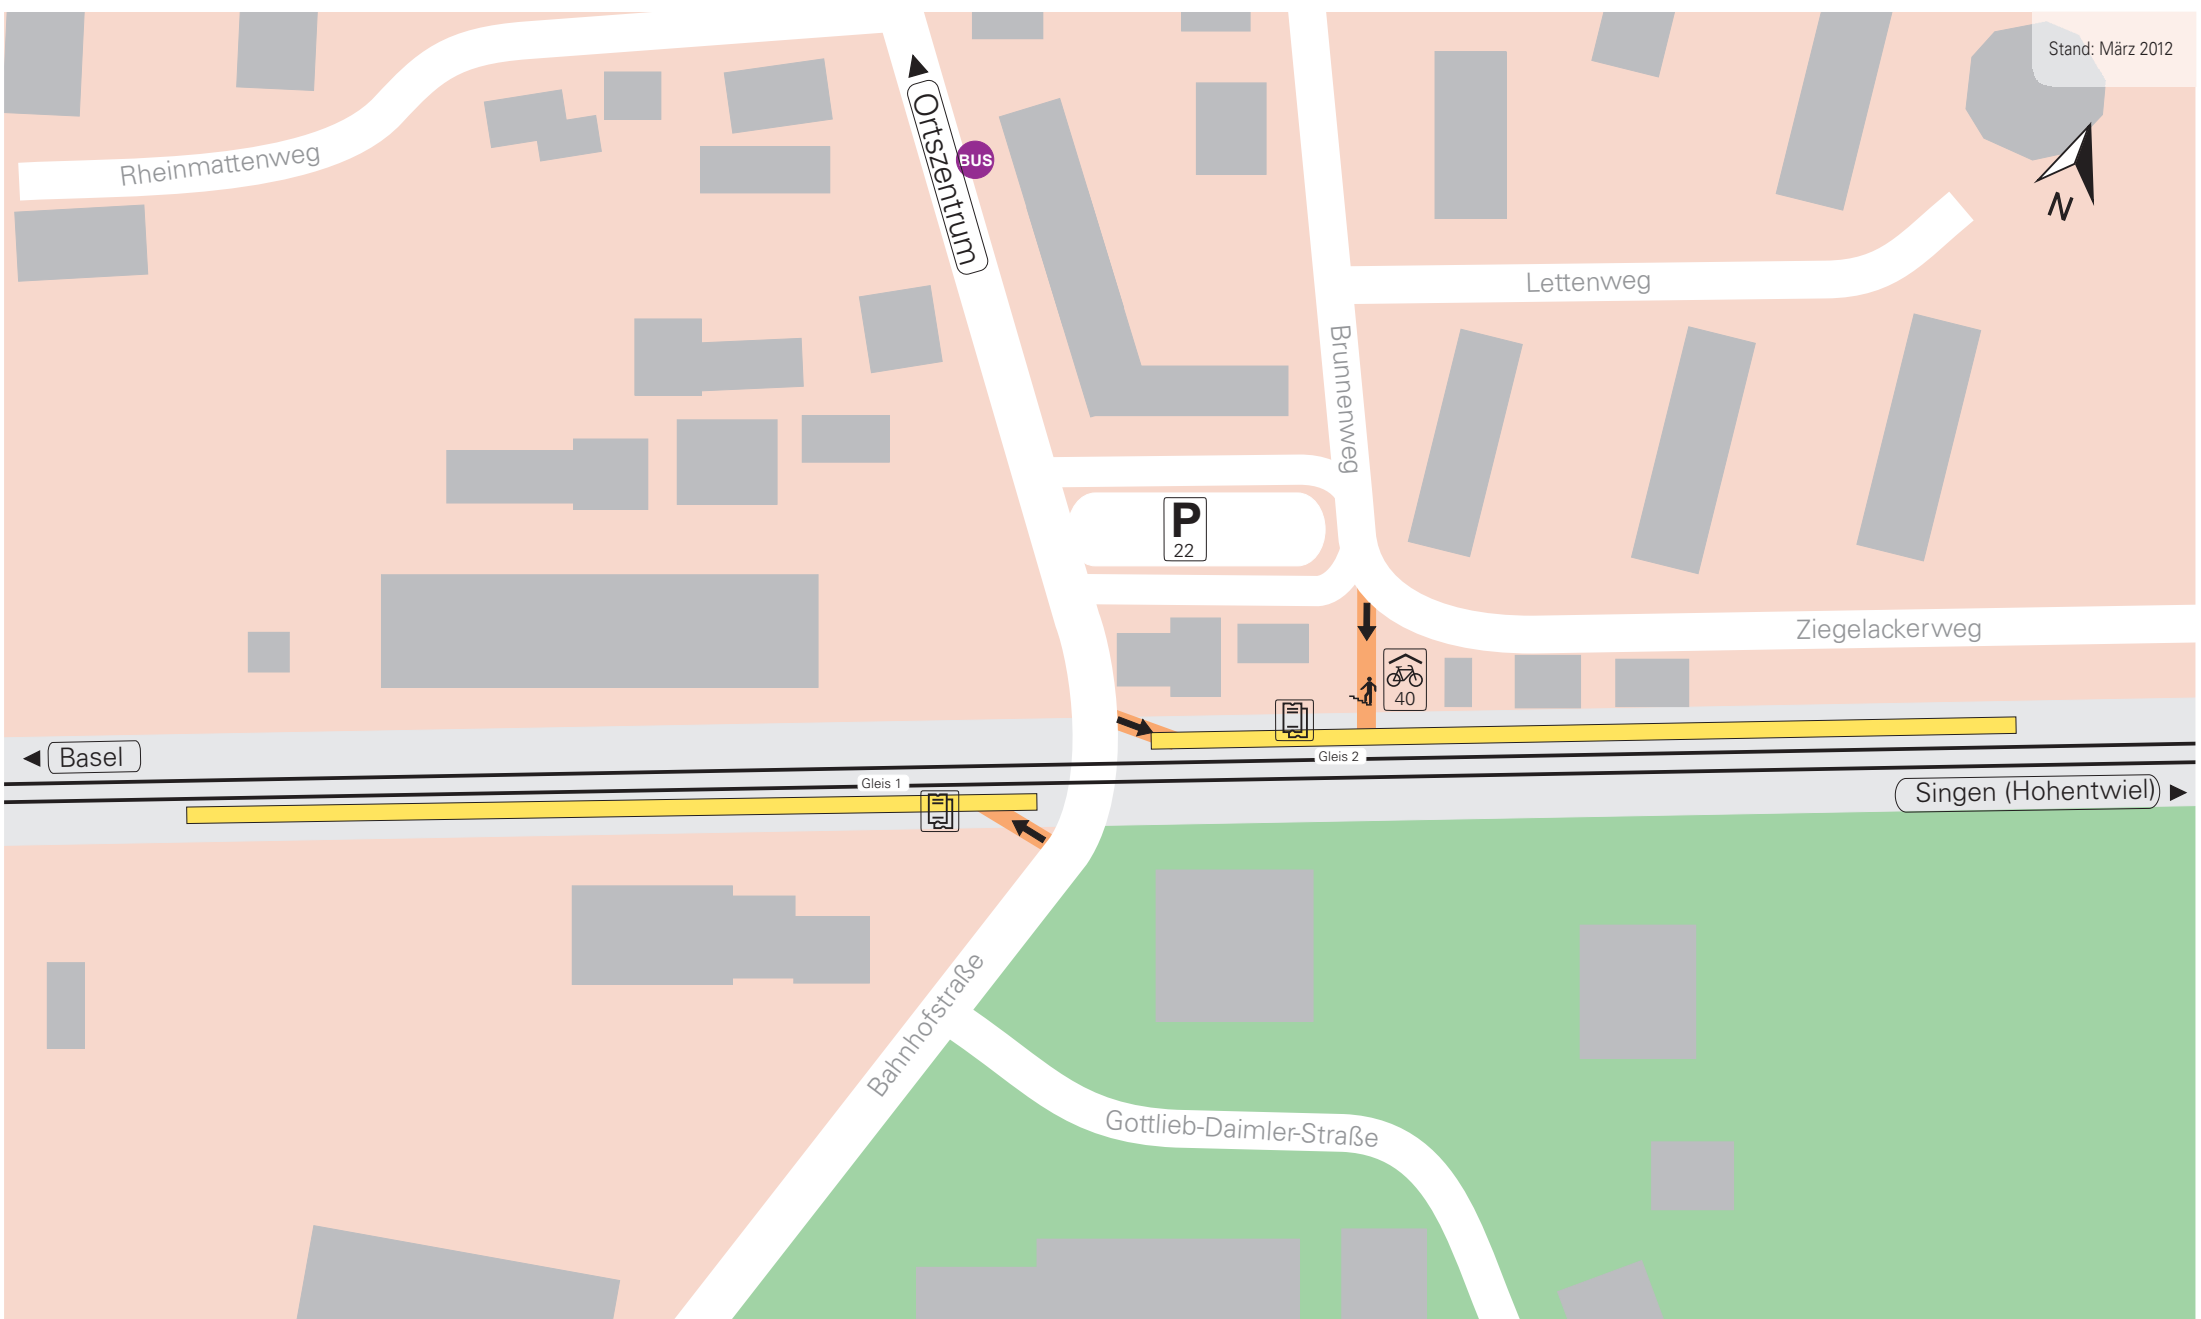 Stand: März 2012
Ortszentrum
BUS
Rheinmattenweg
N
Lettenweg
Brunnenweg
P
22
Ziegelackerweg
40
Basel
Gleis 2
Gleis 1
Singen (Hohentwiel)
Bahnhofstraße
Gottlieb-Daimler-Straße